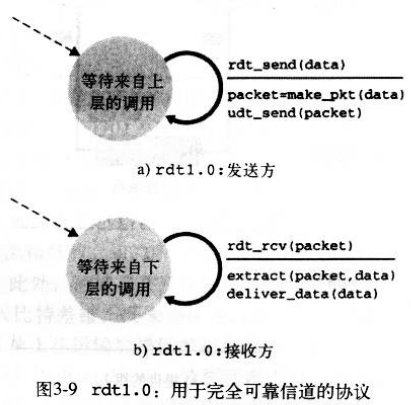 等待来自上
层的调用
rdt_send(data)
packet=make_pkt(data)
udt_send(packet)
a) rdt1.0:发送方
等待来自下
层的调用
rdt_rcv(packet)
extract(packet,data)
deliver_data(data)
b) rdt1.0:接收方
图3-9 rdt1.0: 用于完全可靠信道的协议